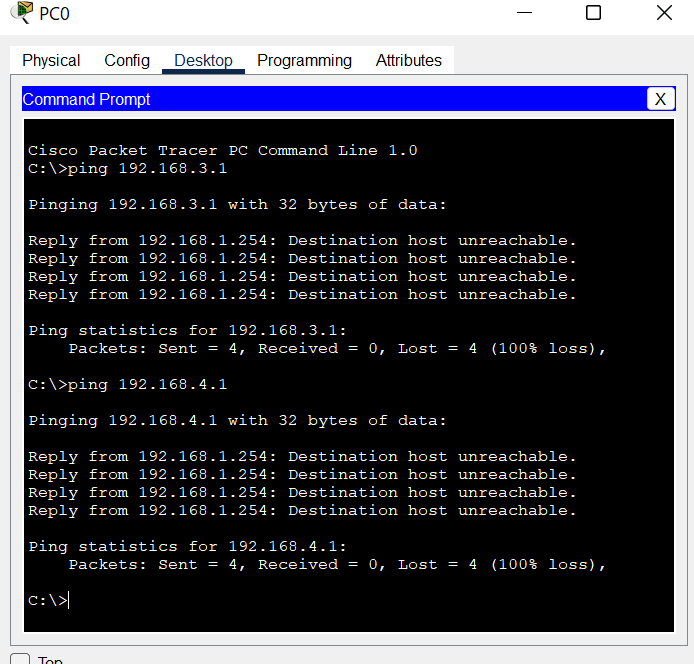 PC0
Physical Config Desktop Programming Attributes
Command Prompt
X
Cisco Packet Tracer PC Command Line 1.0
C:\>ping 192.168.3.1
Pinging 192.168.3.1 with 32 bytes of data:
Reply from 192.168.1.254: Destination host unreachable.
Reply from 192.168.1.254: Destination host unreachable.
Reply from 192.168.1.254: Destination host unreachable.
Reply from 192.168.1.254: Destination host unreachable.
Ping statistics for 192.168.3.1:
    Packets: Sent = 4, Received = 0, Lost = 4 (100% loss),
C:\>ping 192.168.4.1
Pinging 192.168.4.1 with 32 bytes of data:
Reply from 192.168.1.254: Destination host unreachable.
Reply from 192.168.1.254: Destination host unreachable.
Reply from 192.168.1.254: Destination host unreachable.
Reply from 192.168.1.254: Destination host unreachable.
Ping statistics for 192.168.4.1:
    Packets: Sent = 4, Received = 0, Lost = 4 (100% loss),
C:\>
Top